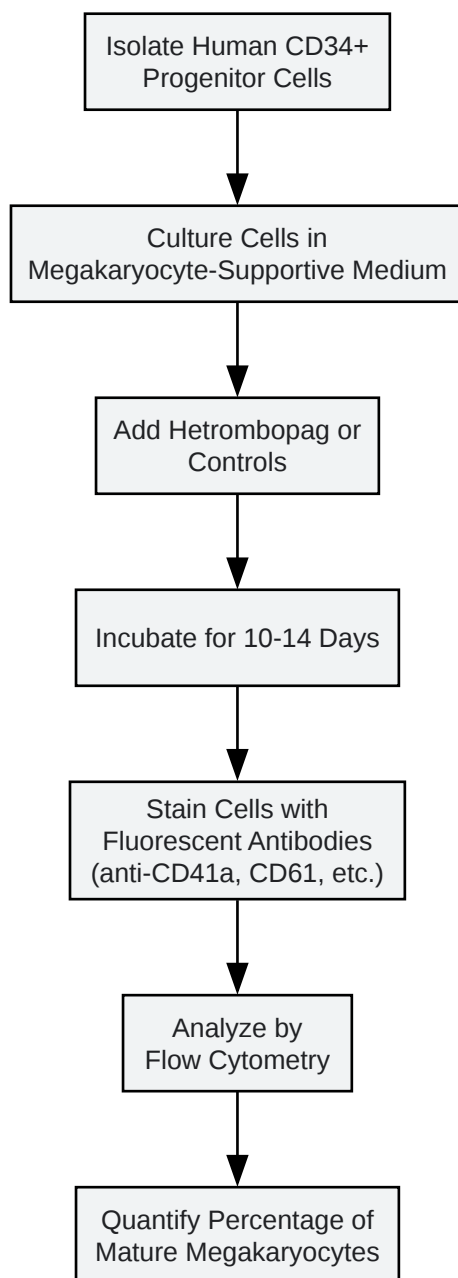 Isolate Human CD34+
Progenitor Cells
Culture Cells in
Megakaryocyte-Supportive Medium
Add Hetrombopag or
Controls
Incubate for 10-14 Days
Stain Cells with
Fluorescent Antibodies
(anti-CD41a, CD61, etc.)
Analyze by
Flow Cytometry
Quantify Percentage of
Mature Megakaryocytes